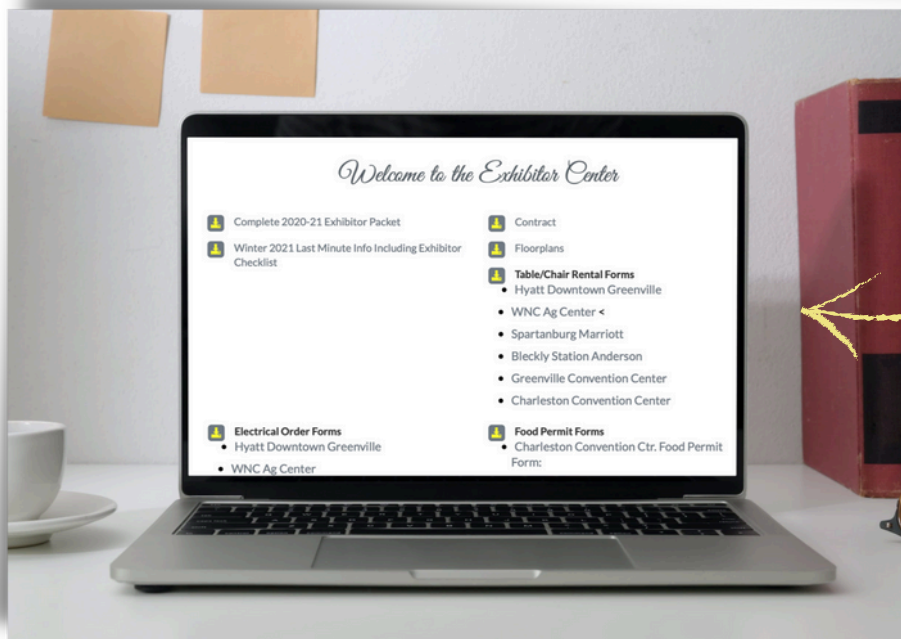 Welcome to the Exhibitor Center
Complete 2020-21 Exhibitor Packet
Winter 2021 Last Minute Info Including Exhibitor
Checklist
Contract
Floorplans
Table/Chair Rental Forms
Hyatt Downtown Greenville
WNC Ag Center <
Spartanburg Marriott
Bleckly Station Anderson
Greenville Convention Center
Charleston Convention Center
Electrical Order Forms
Hyatt Downtown Greenville
WNC Ag Center
Food Permit Forms
Charleston Convention Ctr. Food Permit
Form: